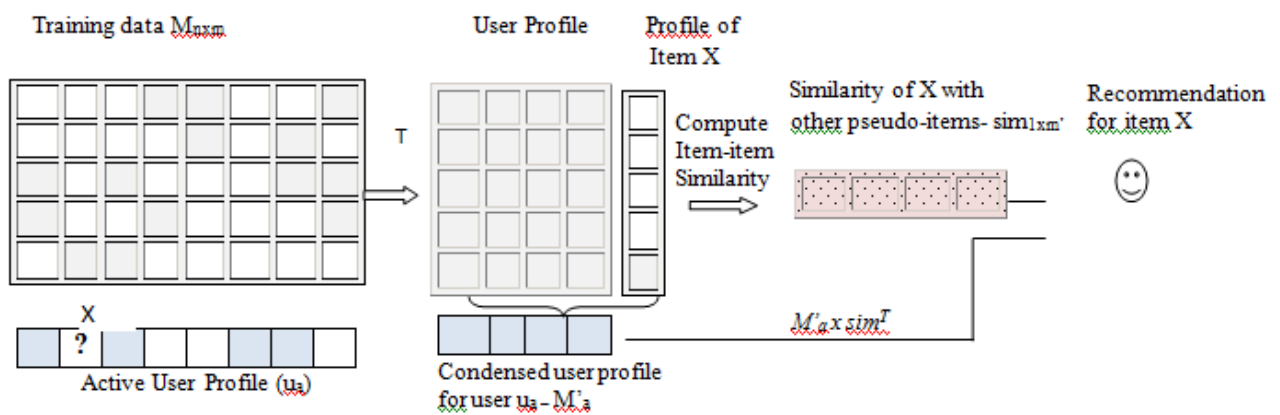 Training data Mnxm
User Profile
Profile of
Item X
T
Compute
Item-item
Similarity
Similarity of X with
other pseudo-items- sim1xm'
Recommendation
for item X
X
?
Active User Profile (ua)
Condensed user profile
for user ua – M'a
M'a x simT